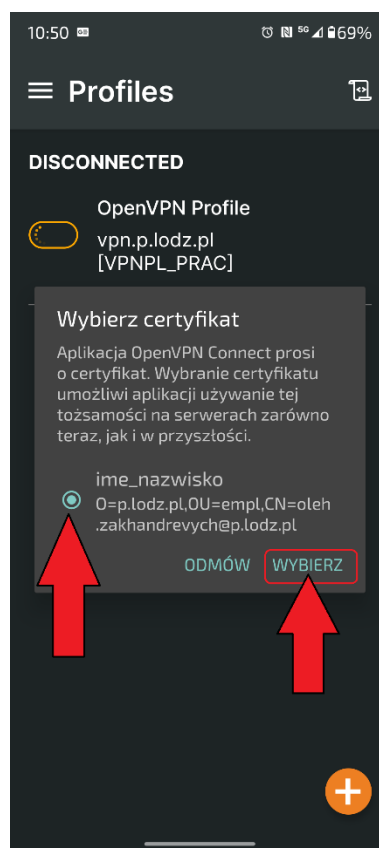 10:50
5G 69%
Profiles
DISCONNECTED
OpenVPN Profile
vpn.p.lodz.pl
[VPNPL_PRAC]
Wybierz certyfikat
Aplikacja OpenVPN Connect prosi
o certyfikat. Wybranie certyfikatu
umożliwi aplikacji używanie tej
tożsamości na serwerach zarówno
teraz, jak i w przyszłości.
ime_nazwisko
O=p.lodz.pl,OU=empl,CN=oleh
.zakhandrevych@p.lodz.pl
ODMÓW WYBIERZ